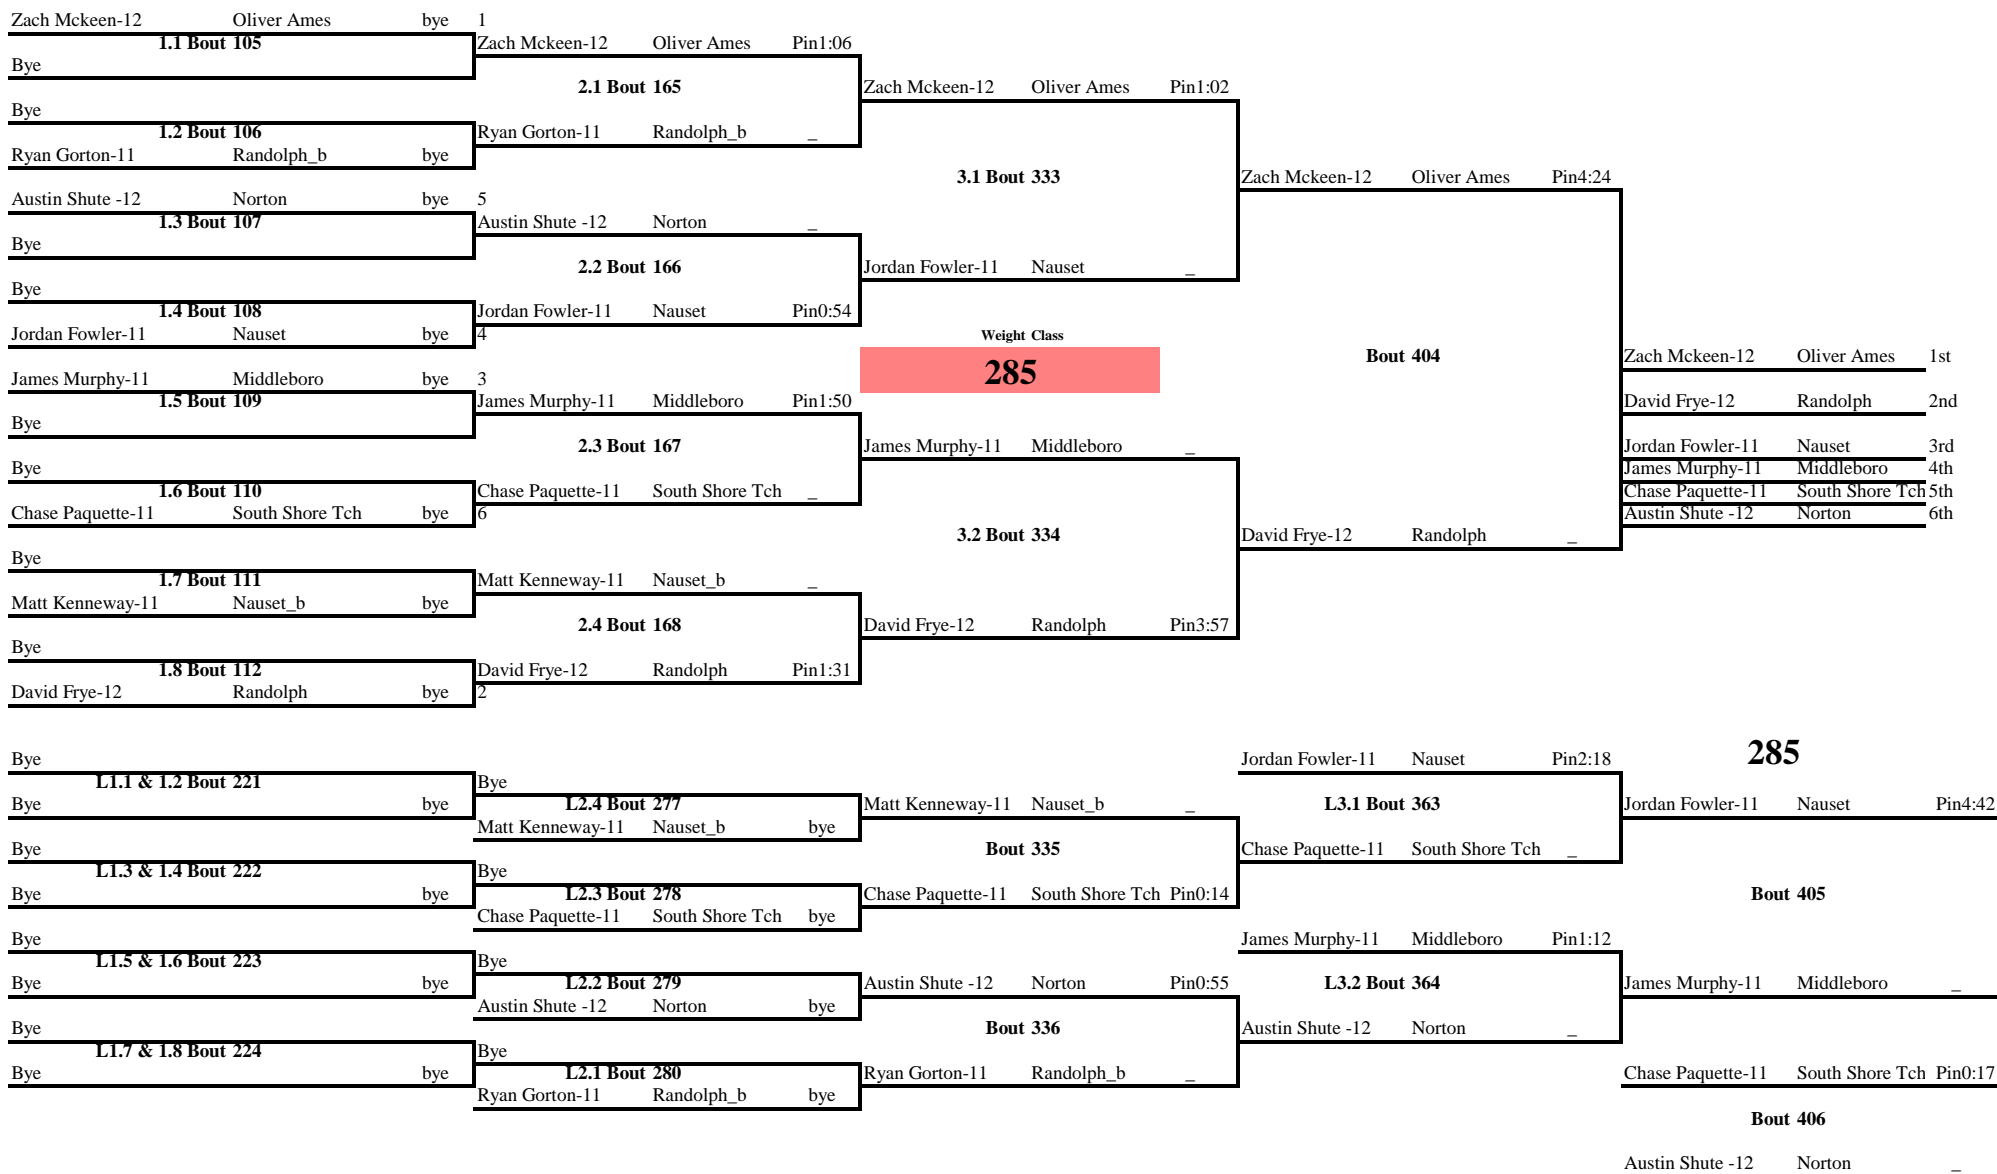 Zach Mckeen-12 Oliver Ames bye 1
1.1 Bout 105
Zach Mckeen-12 Oliver Ames Pin1:06
Bye
2.1 Bout 165
Zach Mckeen-12 Oliver Ames Pin1:02
Bye
1.2 Bout 106
Ryan Gorton-11 Randolph_b _
Ryan Gorton-11 Randolph_b bye
3.1 Bout 333
Zach Mckeen-12 Oliver Ames Pin4:24
Austin Shute -12 Norton bye 5
1.3 Bout 107
Austin Shute -12 Norton _
Bye
2.2 Bout 166
Jordan Fowler-11 Nauset _
Bye
1.4 Bout 108
Jordan Fowler-11 Nauset Pin0:54
Jordan Fowler-11 Nauset bye 4
Weight Class
285
Bout 404
Zach Mckeen-12 Oliver Ames 1st
James Murphy-11 Middleboro bye 3
1.5 Bout 109
James Murphy-11 Middleboro Pin1:50
David Frye-12 Randolph 2nd
Bye
2.3 Bout 167
James Murphy-11 Middleboro _
Jordan Fowler-11 Nauset 3rd
Bye
James Murphy-11 Middleboro 4th
1.6 Bout 110
Chase Paquette-11 South Shore Tch _
Chase Paquette-11 South Shore Tch 5th
Chase Paquette-11 South Shore Tch bye 6
Austin Shute -12 Norton 6th
3.2 Bout 334
David Frye-12 Randolph _
Bye
1.7 Bout 111
Matt Kenneway-11 Nauset_b _
Matt Kenneway-11 Nauset_b bye
2.4 Bout 168
David Frye-12 Randolph Pin3:57
Bye
1.8 Bout 112
David Frye-12 Randolph Pin1:31
David Frye-12 Randolph bye 2
Bye
Jordan Fowler-11 Nauset Pin2:18
285
L1.1 & 1.2 Bout 221
Bye
Bye bye
L2.4 Bout 277
Matt Kenneway-11 Nauset_b _
L3.1 Bout 363
Jordan Fowler-11 Nauset Pin4:42
Matt Kenneway-11 Nauset_b bye
Bye
Bout 335
Chase Paquette-11 South Shore Tch _
L1.3 & 1.4 Bout 222
Bye
Bye bye
L2.3 Bout 278
Chase Paquette-11 South Shore Tch Pin0:14
Bout 405
Chase Paquette-11 South Shore Tch bye
Bye
James Murphy-11 Middleboro Pin1:12
L1.5 & 1.6 Bout 223
Bye
Bye bye
L2.2 Bout 279
Austin Shute -12 Norton Pin0:55
L3.2 Bout 364
James Murphy-11 Middleboro _
Austin Shute -12 Norton bye
Bye
Bout 336
Austin Shute -12 Norton _
L1.7 & 1.8 Bout 224
Bye
Bye bye
L2.1 Bout 280
Ryan Gorton-11 Randolph_b _
Chase Paquette-11 South Shore Tch Pin0:17
Ryan Gorton-11 Randolph_b bye
Bout 406
Austin Shute -12 Norton _